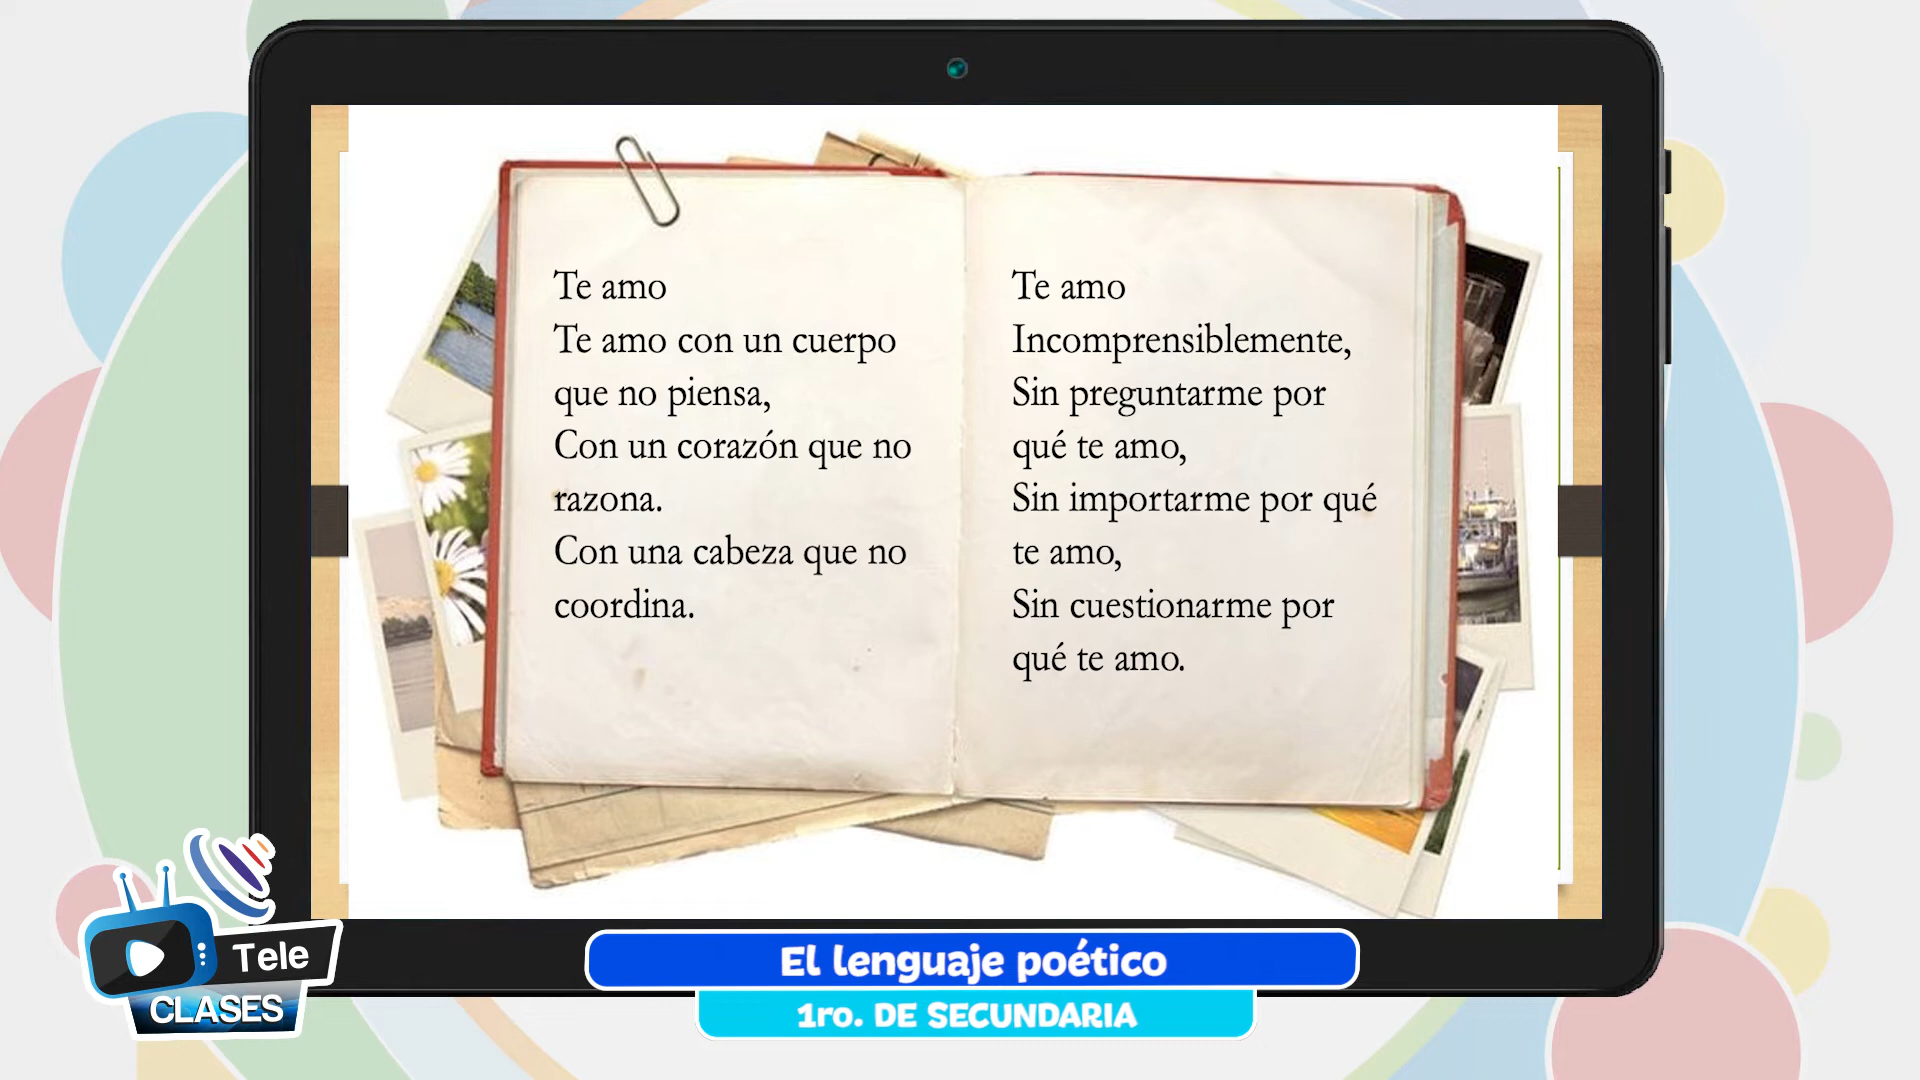 Te amo
Te amo con un cuerpo
que no piensa,
Con un corazón que no
razona.
Con una cabeza que no
coordina.
Te amo
Incomprensiblemente,
Sin preguntarme por
qué te amo,
Sin importarme por qué
te amo,
Sin cuestionarme por
qué te amo.
Tele
CLASES
El lenguaje poético
1ro. DE SECUNDARIA